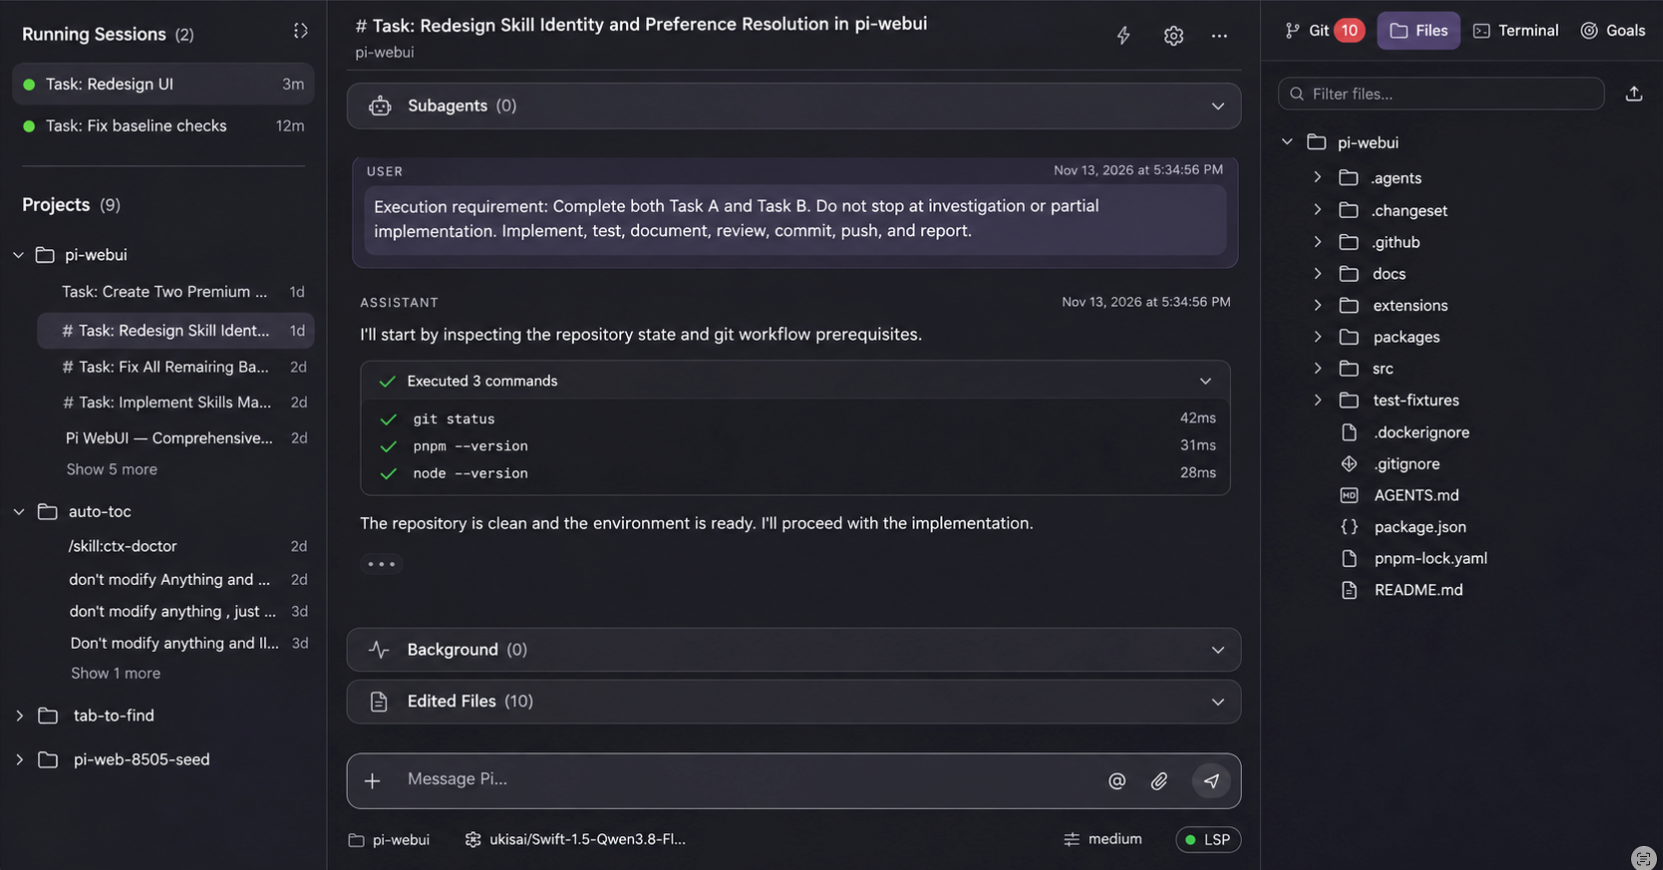 Running Sessions (2)
Task: Redesign UI 3m
Task: Fix baseline checks 12m
Projects (9)
pi-webui
Task: Create Two Premium ... 1d
# Task: Redesign Skill Ident... 1d
# Task: Fix All Remairing Ba... 2d
# Task: Implement Skills Ma... 2d
Pi WebUI — Comprehensive... 2d
Show 5 more
auto-toc
/skill:ctx-doctor 2d
don't modify Anything and ... 2d
don't modify anything , just ... 3d
Don't modify anything and Il... 3d
Show 1 more
tab-to-find
pi-web-8505-seed
# Task: Redesign Skill Identity and Preference Resolution in pi-webui
pi-webui
Subagents (0)
USER Nov 13, 2026 at 5:34:56 PM
Execution requirement: Complete both Task A and Task B. Do not stop at investigation or partial
implementation. Implement, test, document, review, commit, push, and report.
ASSISTANT Nov 13, 2026 at 5:34:56 PM
I'll start by inspecting the repository state and git workflow prerequisites.
Executed 3 commands
git status 42ms
pnpm --version 31ms
node --version 28ms
The repository is clean and the environment is ready. I'll proceed with the implementation.
Background (0)
Edited Files (10)
Message Pi...
pi-webui ukisai/Swift-1.5-Qwen3.8-Fl... medium LSP
Git 10 Files Terminal Goals
Filter files...
pi-webui
.agents
.changeset
.github
docs
extensions
packages
src
test-fixtures
.dockerignore
.gitignore
AGENTS.md
package.json
pnpm-lock.yaml
README.md